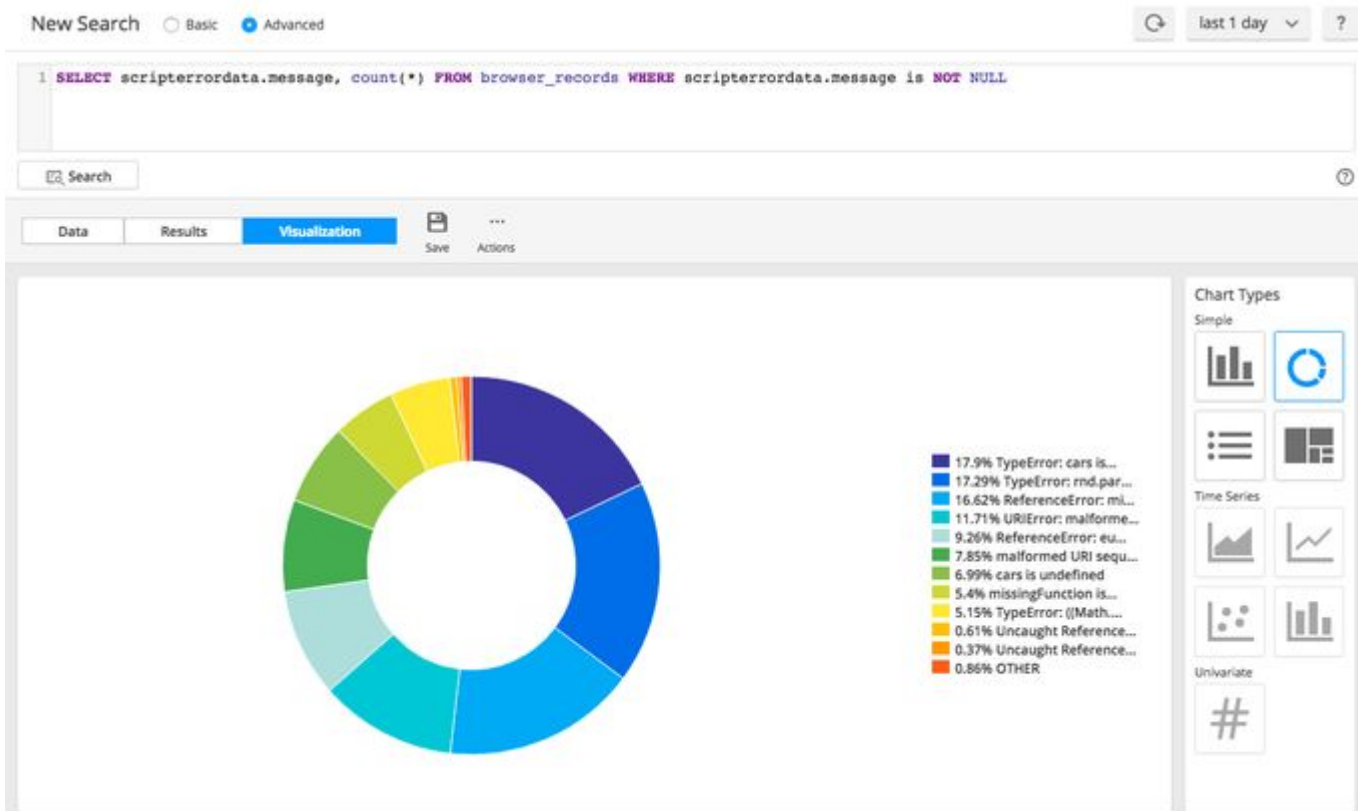 New Search Basic Advanced last 1 day ?
1 SELECT scripterrordata.message, count(*) FROM browser_records WHERE scripterrordata.message is NOT NULL
Search ?
Data Results Visualization Save ... Actions
Chart Types
Simple
17.9% TypeError: cars is...
17.29% TypeError: rnd.par...
16.62% ReferenceError: mi...
11.71% URIError: malforme...
9.26% ReferenceError: eu...
7.85% malformed URI sequ...
6.99% cars is undefined
5.4% missingFunction is...
5.15% TypeError: ((Math....
0.61% Uncaught Reference...
0.37% Uncaught Reference...
0.86% OTHER
Time Series
Univariate
#